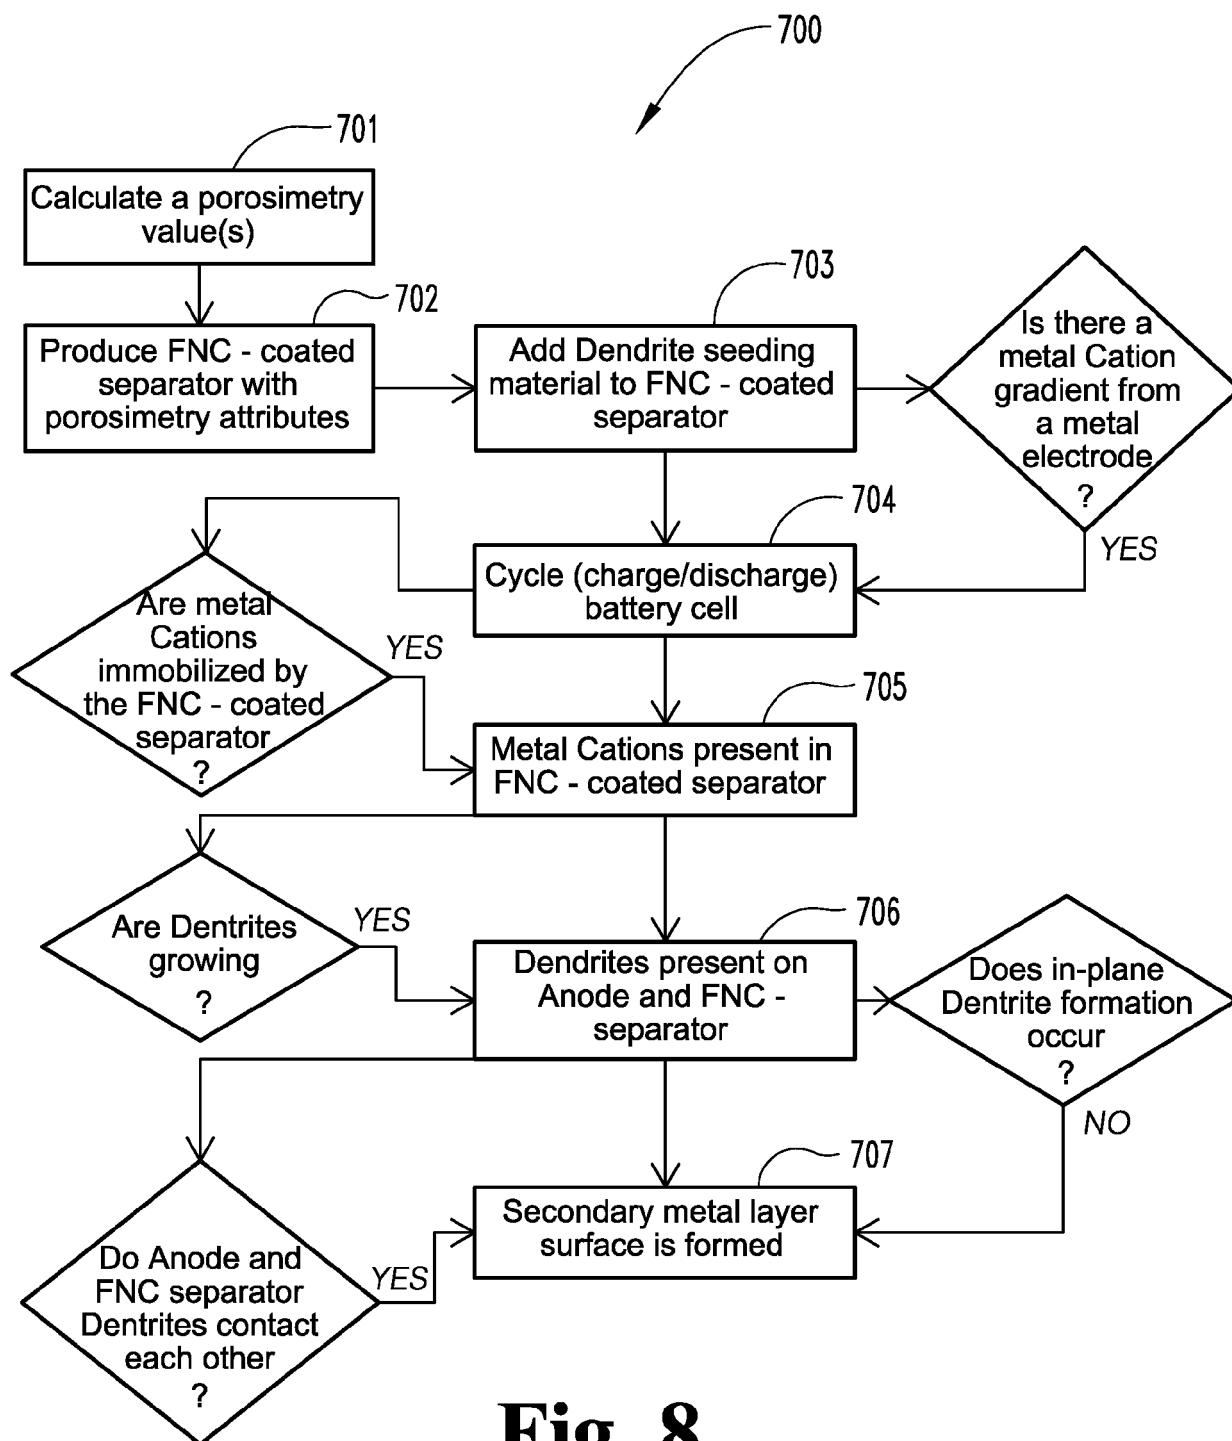 700
701
Calculate a porosimetry
value(s)
702
Produce FNC - coated
separator with
porosimetry attributes
703
Add Dendrite seeding
material to FNC - coated
separator
Is there a
metal Cation
gradient from
a metal
electrode
?
YES
704
Cycle (charge/discharge)
battery cell
Are metal
Cations
immobilized by
the FNC - coated
separator
?
YES
705
Metal Cations present in
FNC - coated separator
Are Dentrites
growing
?
YES
706
Dendrites present on
Anode and FNC -
separator
Does in-plane
Dentrite formation
occur
?
NO
707
Secondary metal layer
surface is formed
Do Anode and
FNC separator
Dentrites contact
each other
?
YES
Fig. 8